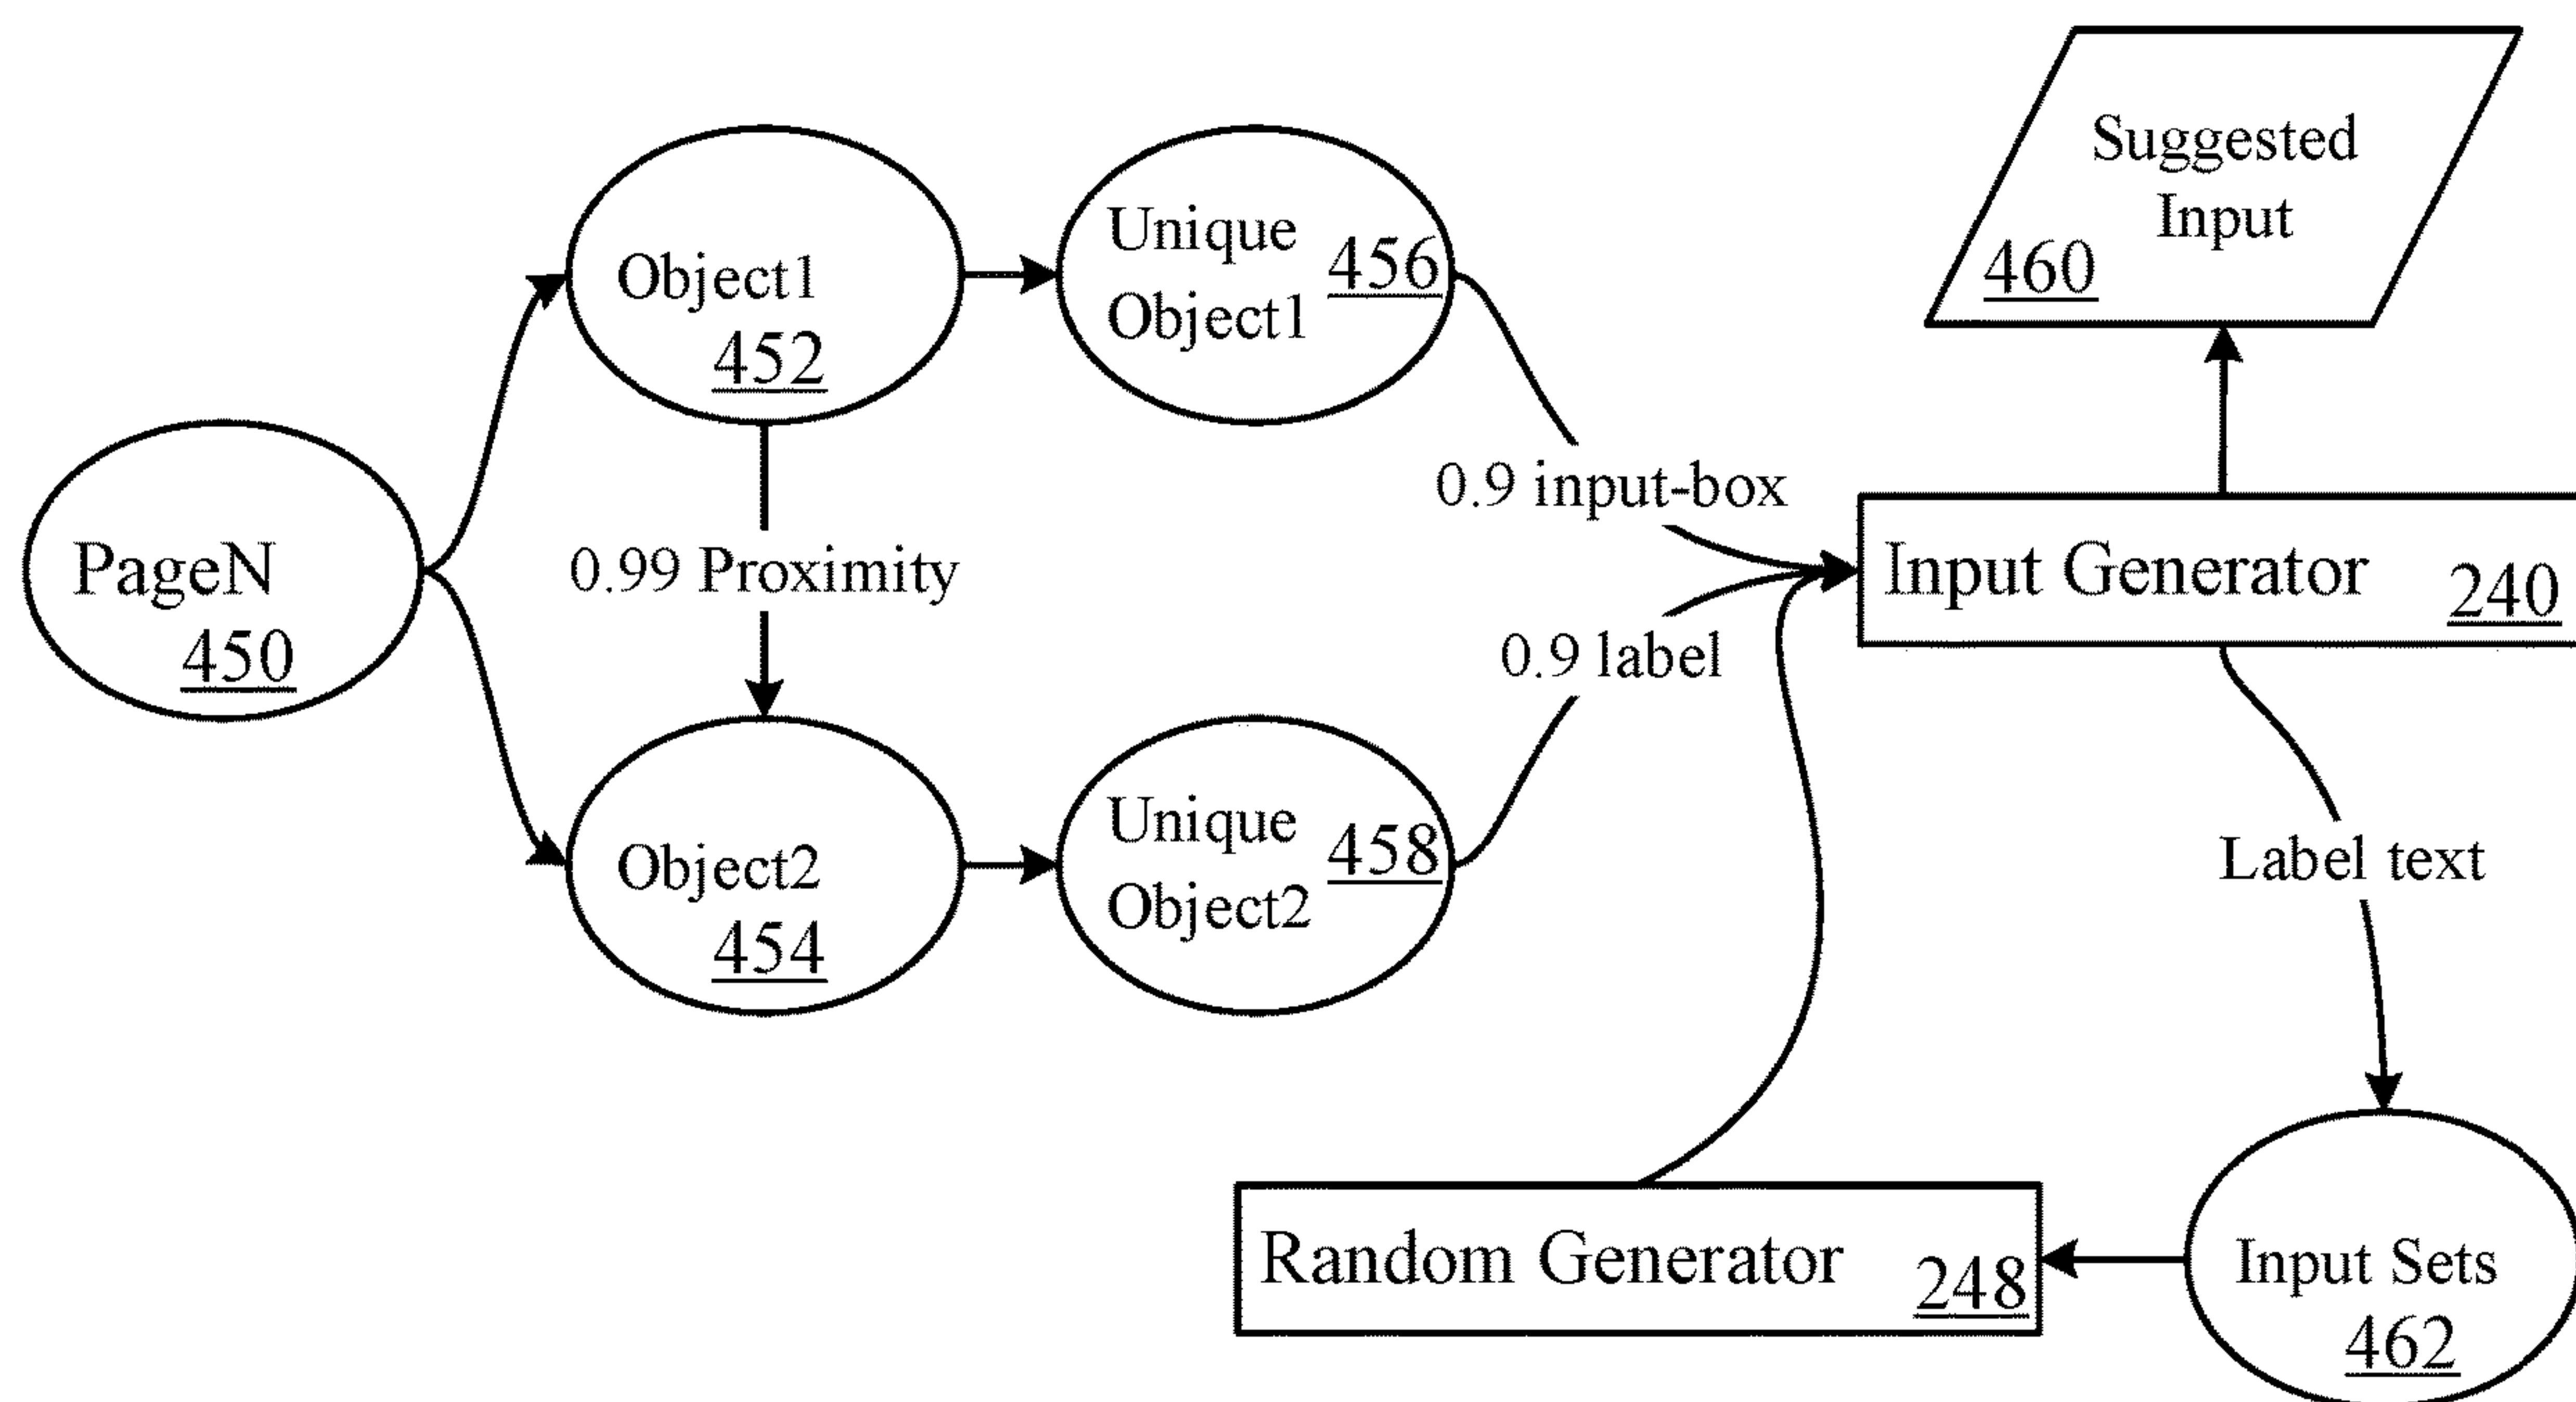 Suggested
Input
460
Object1
452
Unique
Object1
456
0.9 input-box
PageN
450
0.99 Proximity
Input Generator
240
0.9 label
Object2
454
Unique
Object2
458
Label text
Random Generator
248
Input Sets
462